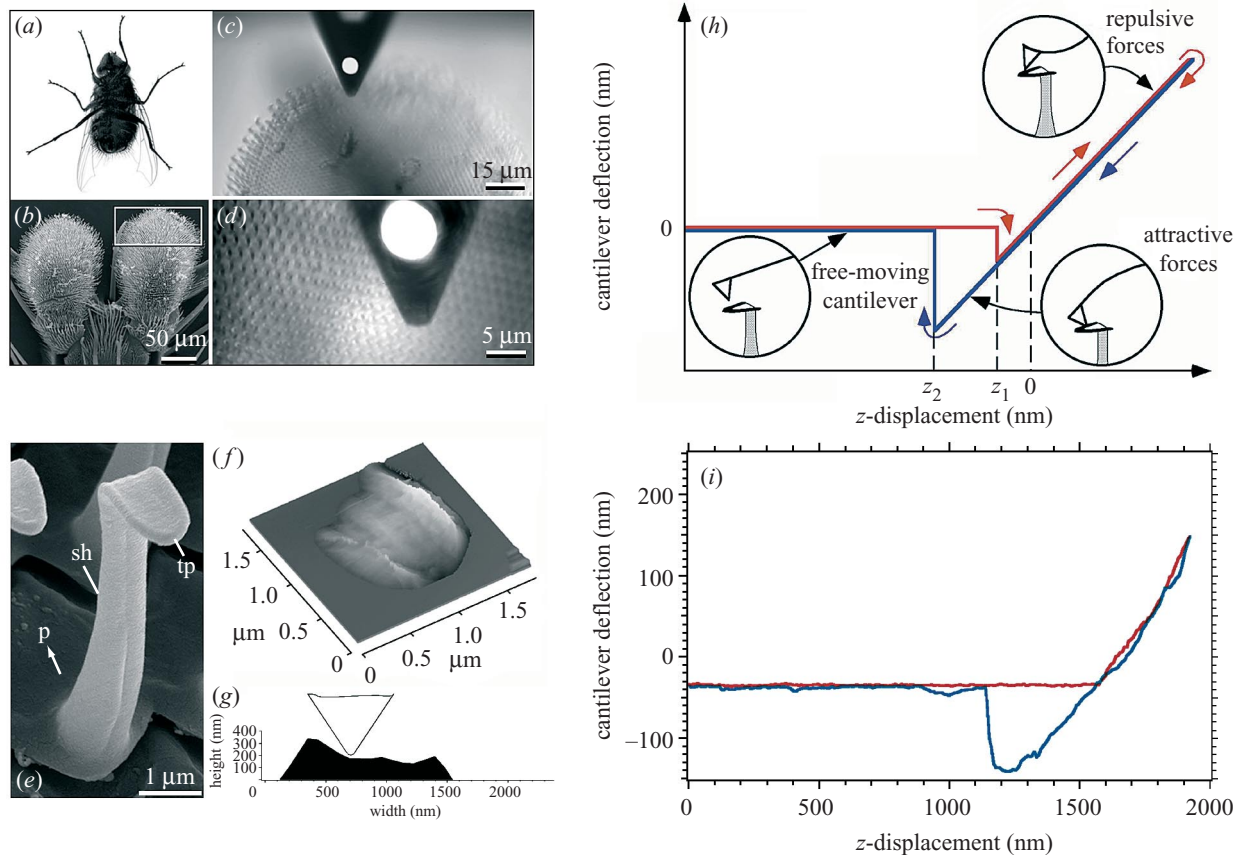 (a)
(b)
50 µm
(c)
15 µm
(d)
5 µm
(e)
sh
tp
p
1 µm
(f)
1.5
1.0
0.5
0
µm
0
0.5
1.0
1.5
µm
(g)
height (nm)
400
300
200
100
0
500
1000
1500
2000
width (nm)
(h)
cantilever deflection (nm)
0
repulsive
forces
attractive
forces
free-moving
cantilever
z2
z1
0
z-displacement (nm)
(i)
cantilever deflection (nm)
200
100
0
−100
0
500
1000
1500
2000
z-displacement (nm)